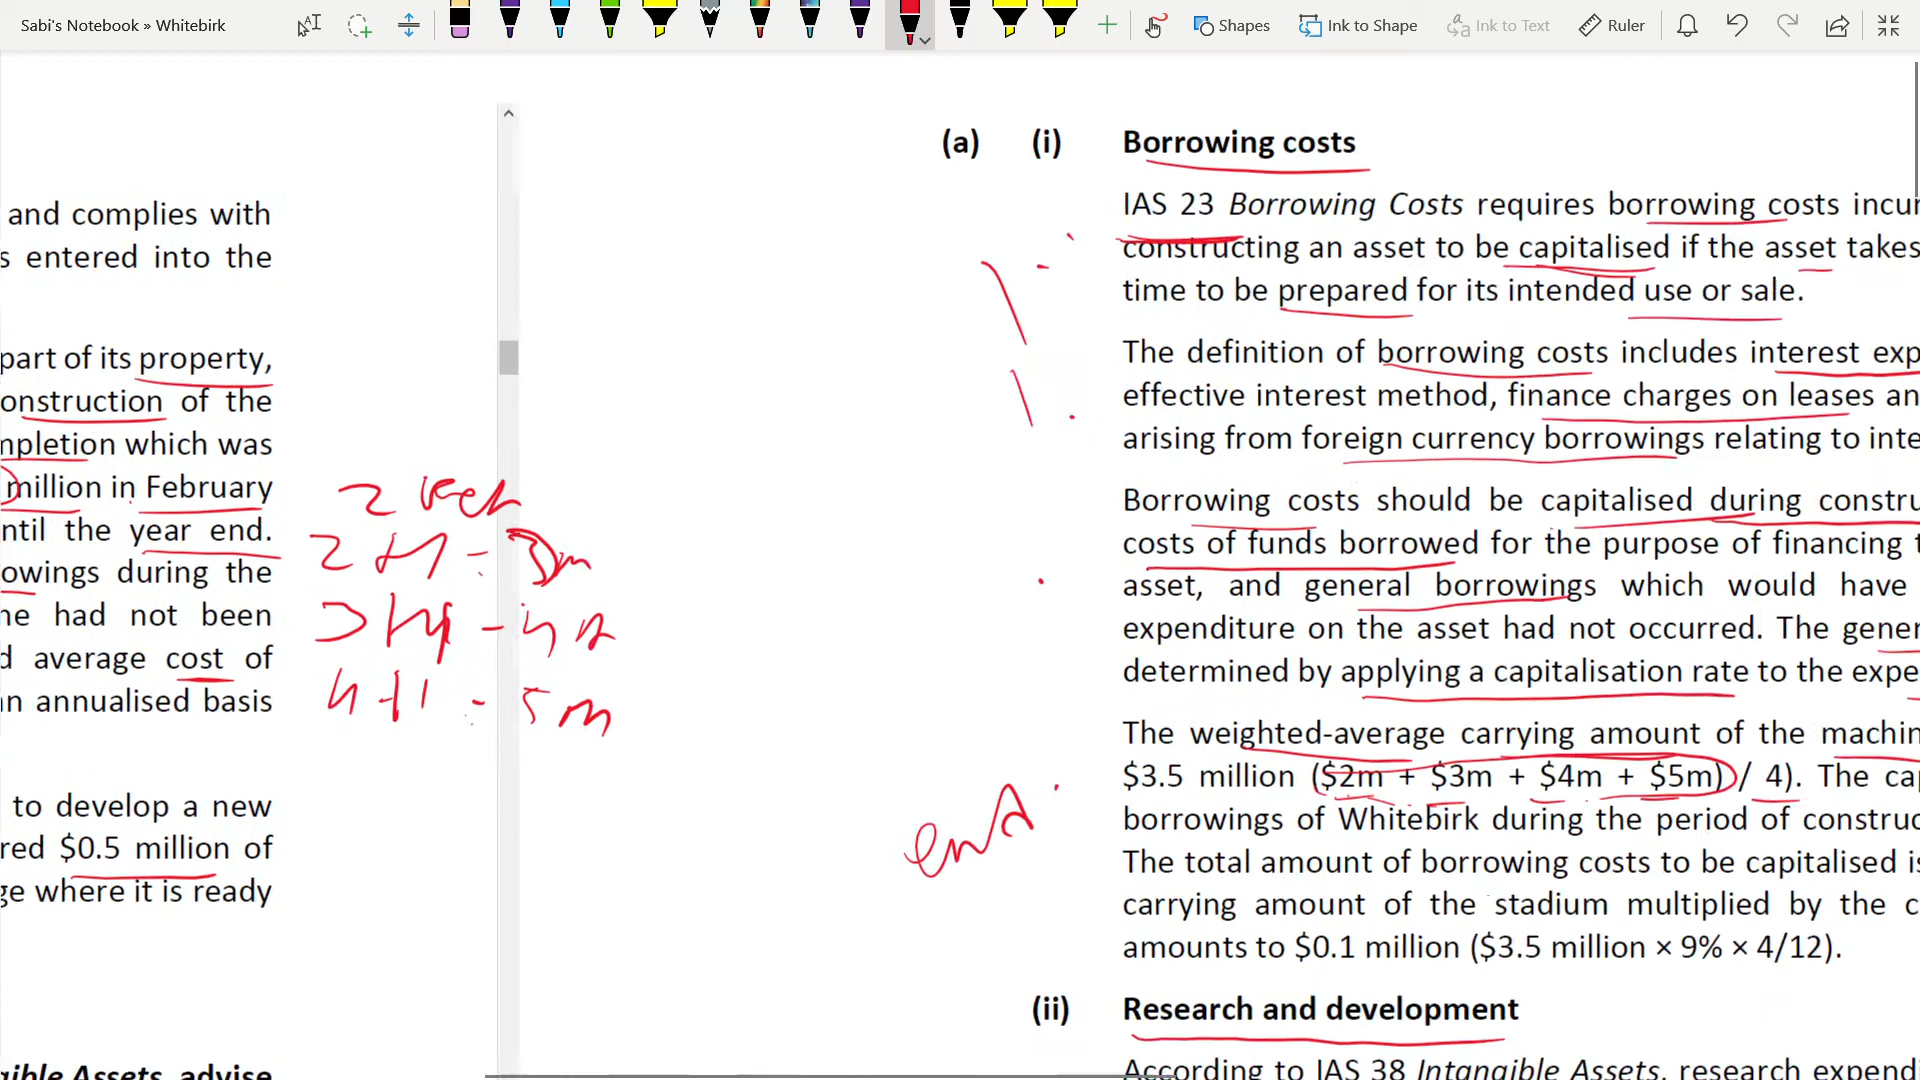 Sabi's Notebook » Whitebirk
Shapes
Ink to Shape
Ink to Text
Ruler
and complies with
s entered into the
part of its property,
onstruction of the
mpletion which was
million in February
ntil the year end.
owings during the
ne had not been
d average cost of
n annualised basis
to develop a new
red $0.5 million of
ge where it is ready
gible Assets, advise
2
2 +1 = 3m
3 +1 = 4m
4 +1 = 5m
end
(a) (i) Borrowing costs
IAS 23 Borrowing Costs requires borrowing costs incur
constructing an asset to be capitalised if the asset takes
time to be prepared for its intended use or sale.
The definition of borrowing costs includes interest exp
effective interest method, finance charges on leases an
arising from foreign currency borrowings relating to inte
Borrowing costs should be capitalised during constru
costs of funds borrowed for the purpose of financing t
asset, and general borrowings which would have
expenditure on the asset had not occurred. The gener
determined by applying a capitalisation rate to the expe
The weighted-average carrying amount of the machin
$3.5 million ($2m + $3m + $4m + $5m) / 4). The cap
borrowings of Whitebirk during the period of construc
The total amount of borrowing costs to be capitalised is
carrying amount of the stadium multiplied by the c
amounts to $0.1 million ($3.5 million × 9% × 4/12).
(ii) Research and development
According to IAS 38 Intangible Assets, research expend